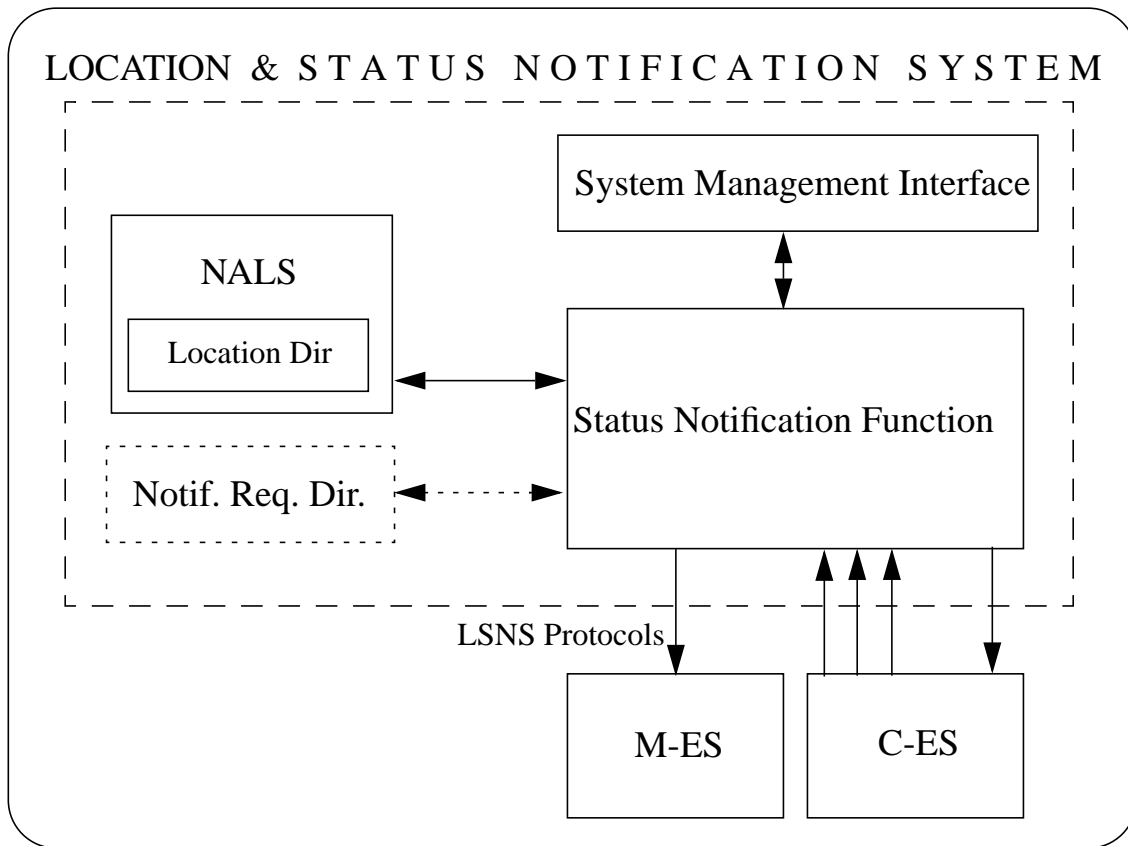 LOCATION & STATUS NOTIFICATION SYSTEM
System Management Interface
NALS
Location Dir
Status Notification Function
Notif. Req. Dir.
LSNS Protocols
M-ES
C-ES